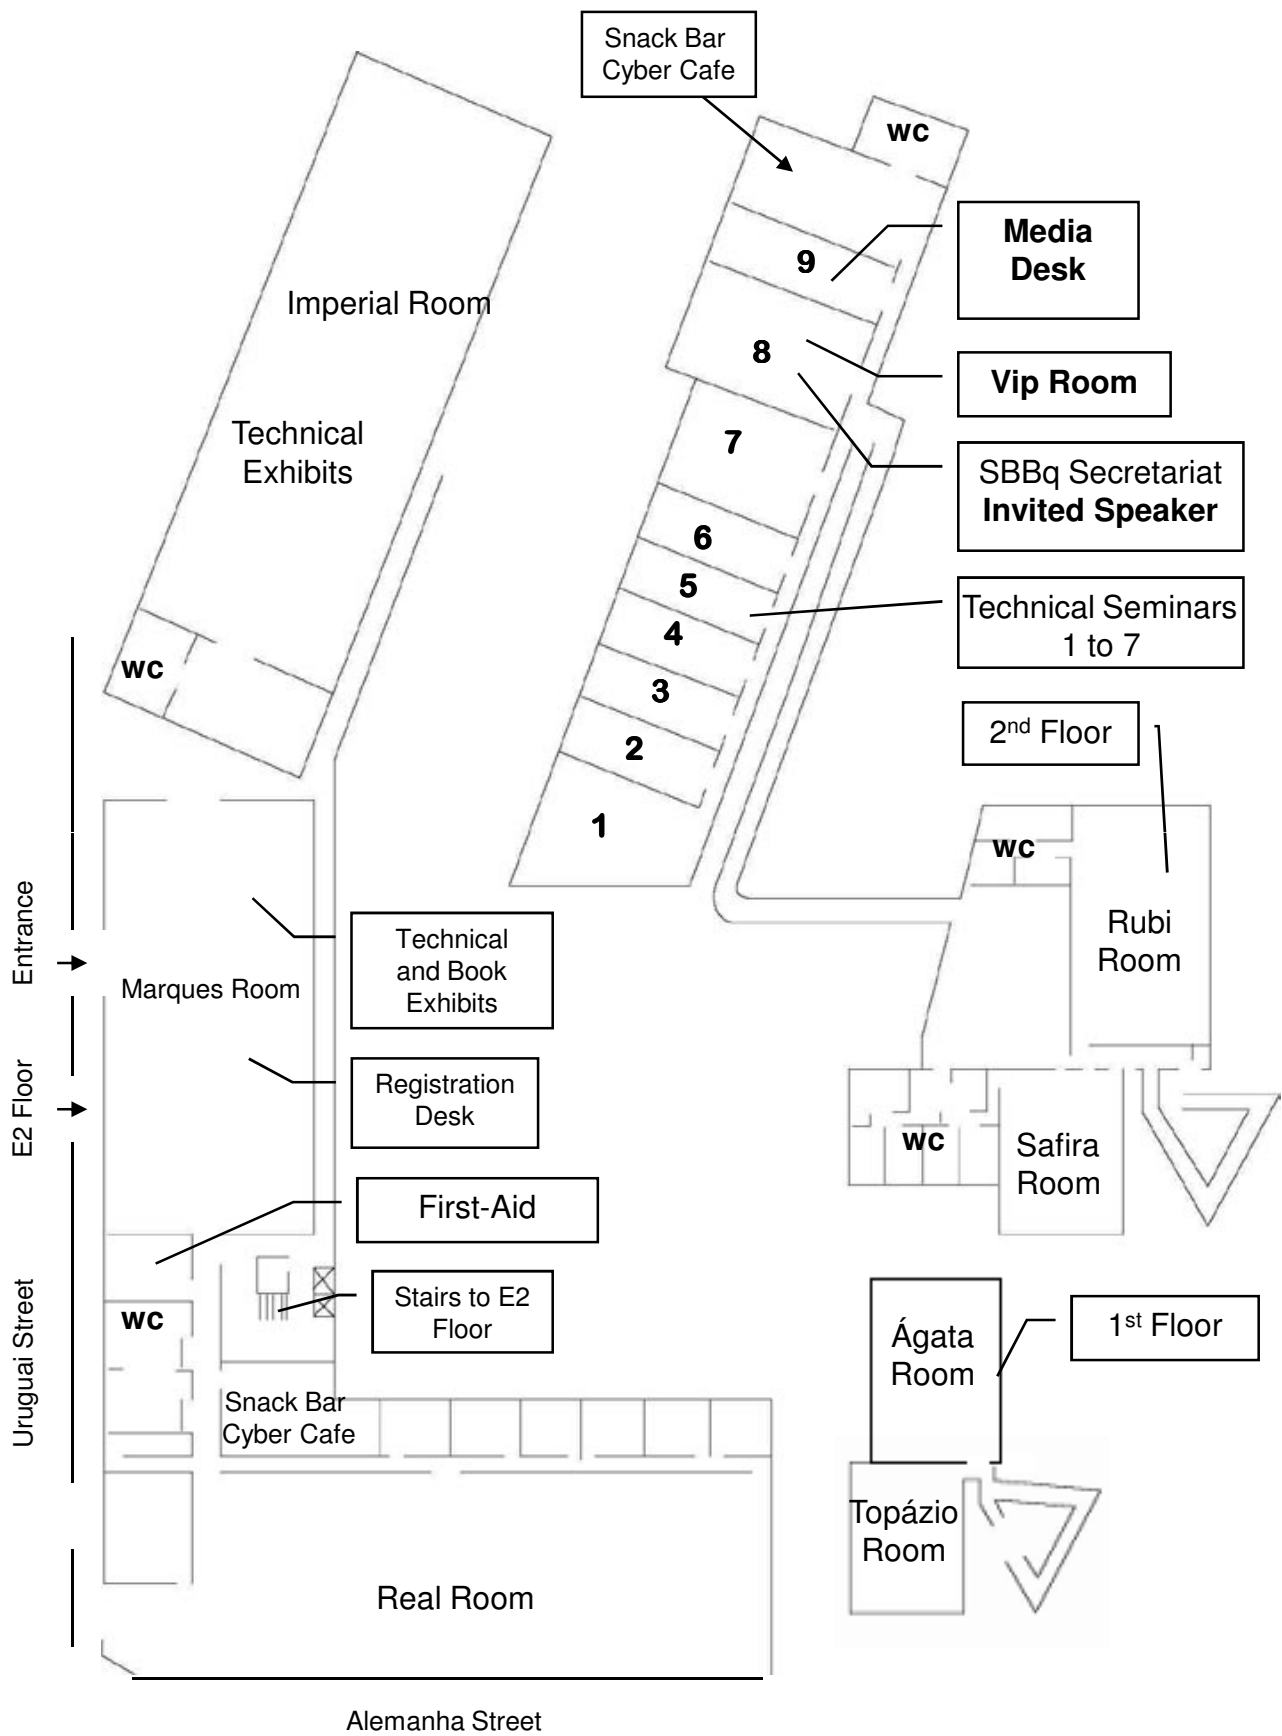 Snack Bar
Cyber Cafe
wc
Media
Desk
9
Imperial Room
8
Vip Room
Technical
Exhibits
7
SBBq Secretariat
Invited Speaker
6
5
Technical Seminars
1 to 7
4
wc
3
2
2nd Floor
1
wc
Entrance
Rubi
Room
Technical
and Book
Exhibits
Marques Room
E2 Floor
Registration
Desk
wc
Safira
Room
First-Aid
Uruguai Street
wc
Stairs to E2
Floor
Ágata
Room
1st Floor
Snack Bar
Cyber Cafe
Topázio
Room
Real Room
Alemanha Street